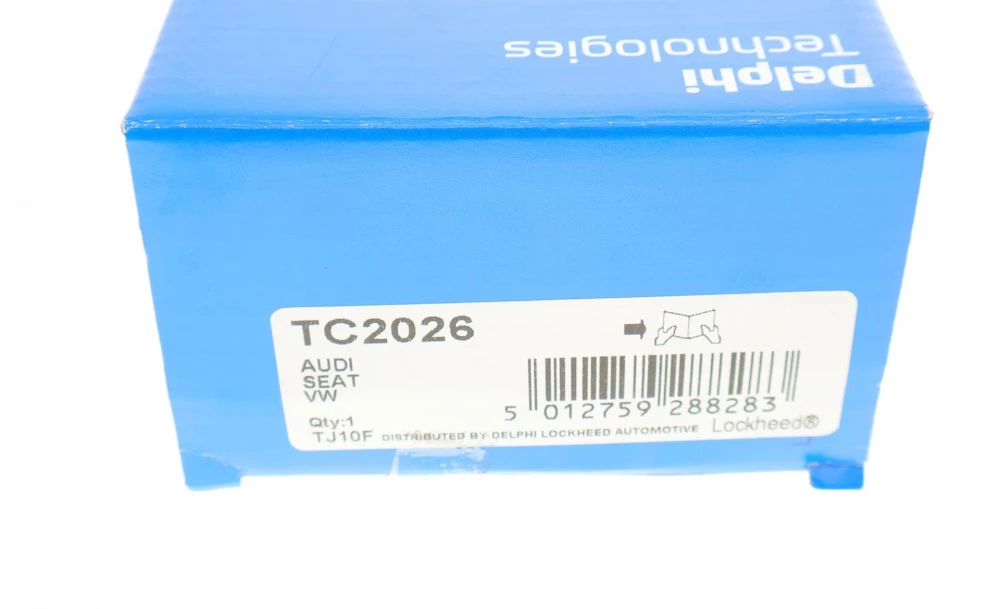 Delphi
Technologies
TC2026
AUDI
SEAT
VW
Qty:1
TJ10F DISTRIBUTED BY DELPHI LOCKHEED AUTOMOTIVE Lockheed®
5 012759 288283